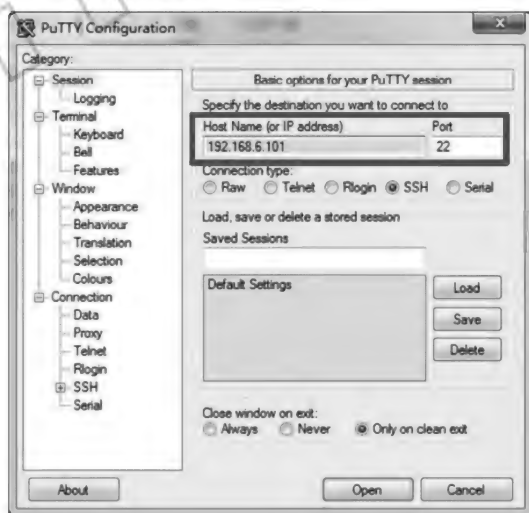 PuTTY Configuration
Category:
Session
Logging
Terminal
Keyboard
Bell
Features
Window
Appearance
Behaviour
Translation
Selection
Colours
Connection
Data
Proxy
Telnet
Rlogin
SSH
Serial
Basic options for your PuTTY session
Specify the destination you want to connect to
Host Name (or IP address) Port
192.168.6.101 22
Connection type:
Raw Telnet Rlogin SSH Serial
Load, save or delete a stored session
Saved Sessions
Default Settings
Load
Save
Delete
Close window on exit:
Always Never Only on clean exit
About Open Cancel